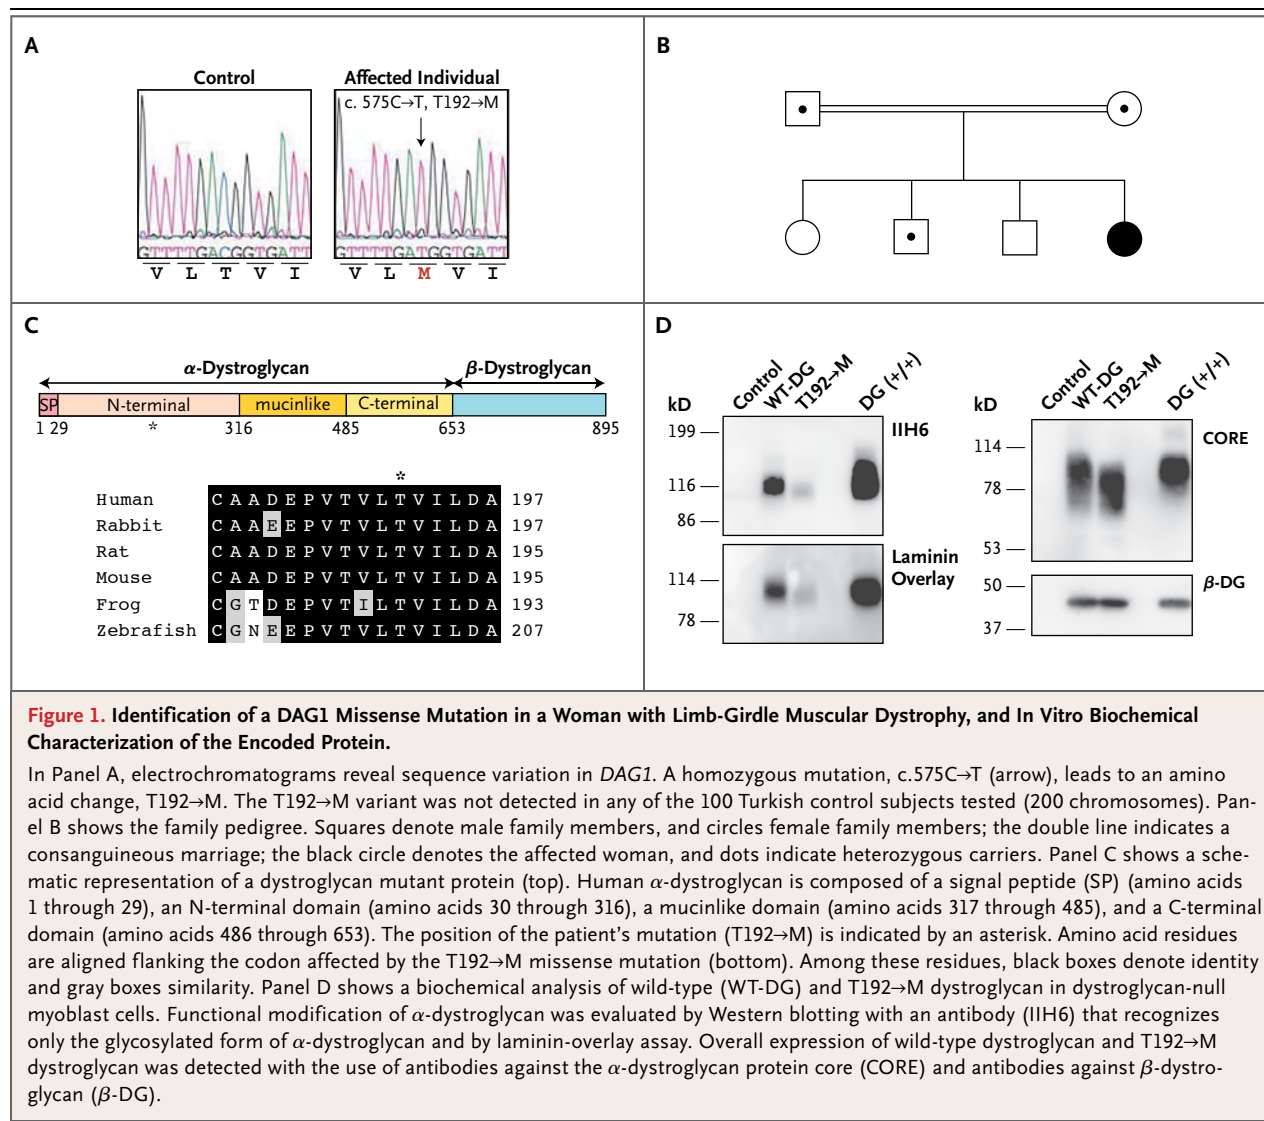 A
Control
Affected Individual
c. 575C→T, T192→M
GTTTTGACGGTGATT
GTTTTGATGGTGATT
V L T V I
V L M V I
B
C
α-Dystroglycan
β-Dystroglycan
SP
N-terminal
mucinlike
C-terminal
1 29 * 316 485 653 895
*
Human C A A D E P V T V L T V I L D A 197
Rabbit C A A E E P V T V L T V I L D A 197
Rat C A A D E P V T V L T V I L D A 195
Mouse C A A D E P V T V L T V I L D A 195
Frog C G T D E P V T I L T V I L D A 193
Zebrafish C G N E E P V T V L T V I L D A 207
D
kD
Control
WT-DG
T192→M
DG (+/+)
199
116
86
IIH6
114
78
Laminin
Overlay
kD
Control
WT-DG
T192→M
DG (+/+)
114
78
53
CORE
50
37
β-DG
Figure 1. Identification of a DAG1 Missense Mutation in a Woman with Limb-Girdle Muscular Dystrophy, and In Vitro Biochemical
Characterization of the Encoded Protein.
In Panel A, electrochromatograms reveal sequence variation in DAG1. A homozygous mutation, c.575C→T (arrow), leads to an amino
acid change, T192→M. The T192→M variant was not detected in any of the 100 Turkish control subjects tested (200 chromosomes). Pan-
el B shows the family pedigree. Squares denote male family members, and circles female family members; the double line indicates a
consanguineous marriage; the black circle denotes the affected woman, and dots indicate heterozygous carriers. Panel C shows a sche-
matic representation of a dystroglycan mutant protein (top). Human α-dystroglycan is composed of a signal peptide (SP) (amino acids
1 through 29), an N-terminal domain (amino acids 30 through 316), a mucinlike domain (amino acids 317 through 485), and a C-terminal
domain (amino acids 486 through 653). The position of the patient's mutation (T192→M) is indicated by an asterisk. Amino acid residues
are aligned flanking the codon affected by the T192→M missense mutation (bottom). Among these residues, black boxes denote identity
and gray boxes similarity. Panel D shows a biochemical analysis of wild-type (WT-DG) and T192→M dystroglycan in dystroglycan-null
myoblast cells. Functional modification of α-dystroglycan was evaluated by Western blotting with an antibody (IIH6) that recognizes
only the glycosylated form of α-dystroglycan and by laminin-overlay assay. Overall expression of wild-type dystroglycan and T192→M
dystroglycan was detected with the use of antibodies against the α-dystroglycan protein core (CORE) and antibodies against β-dystro-
glycan (β-DG).